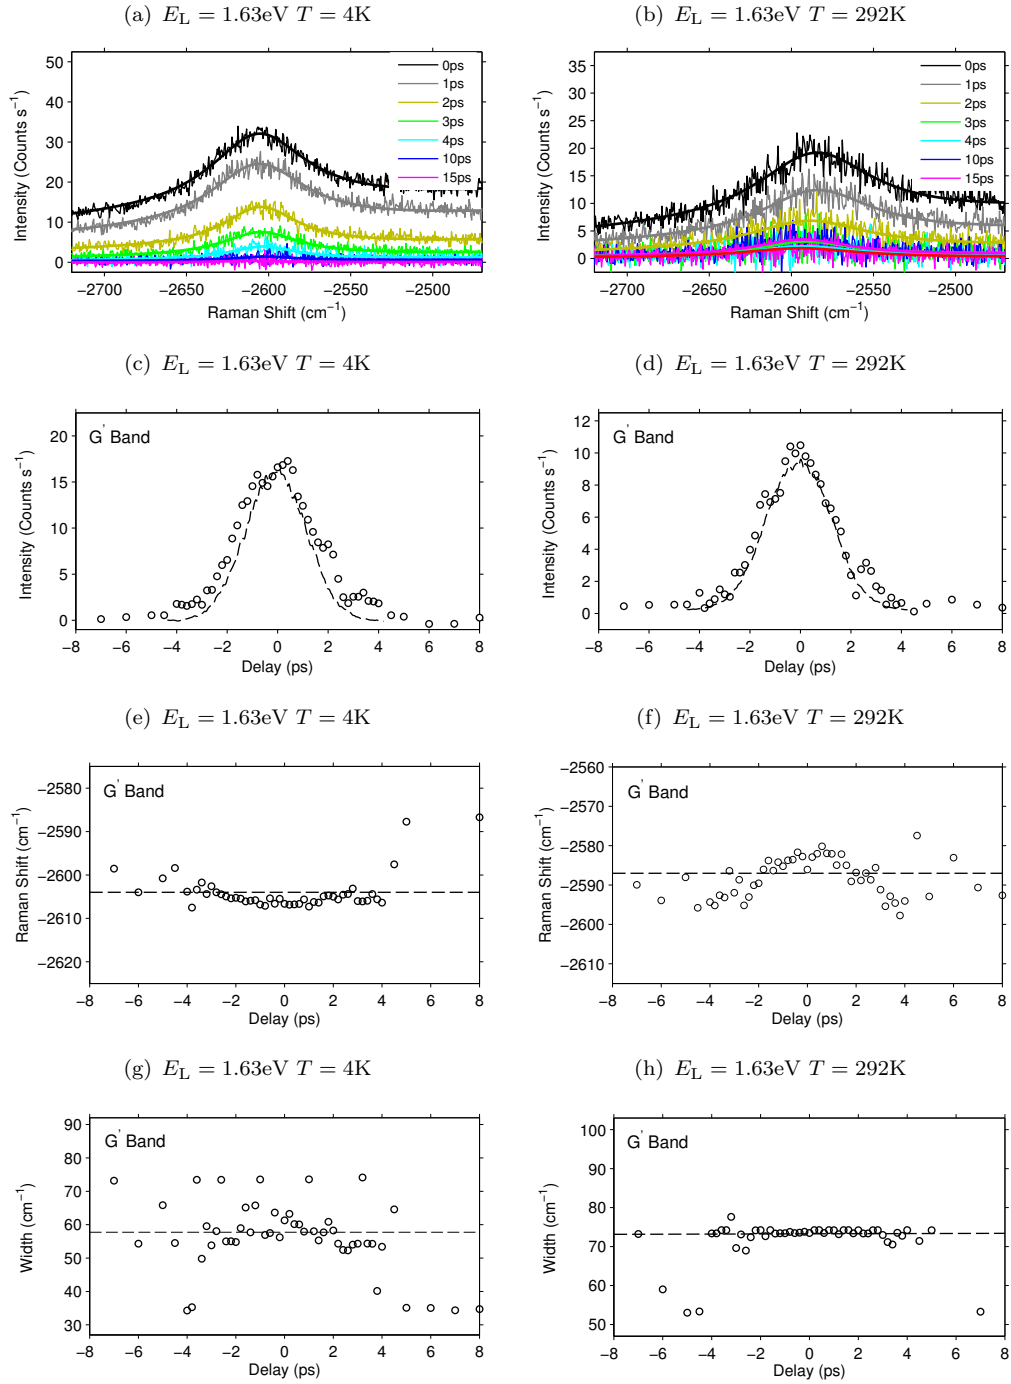 (a) E_L = 1.63eV T = 4K
(b) E_L = 1.63eV T = 292K
50
40
30
20
10
0
Intensity (Counts s⁻¹)
0ps
1ps
2ps
3ps
4ps
10ps
15ps
−2700 −2650 −2600 −2550 −2500
Raman Shift (cm⁻¹)
35
30
25
20
15
10
5
0
Intensity (Counts s⁻¹)
0ps
1ps
2ps
3ps
4ps
10ps
15ps
−2700 −2650 −2600 −2550 −2500
Raman Shift (cm⁻¹)
(c) E_L = 1.63eV T = 4K
(d) E_L = 1.63eV T = 292K
G' Band
20
15
10
5
0
Intensity (Counts s⁻¹)
−8 −6 −4 −2 0 2 4 6 8
Delay (ps)
G' Band
12
10
8
6
4
2
0
Intensity (Counts s⁻¹)
−8 −6 −4 −2 0 2 4 6 8
Delay (ps)
(e) E_L = 1.63eV T = 4K
(f) E_L = 1.63eV T = 292K
G' Band
−2580
−2590
−2600
−2610
−2620
Raman Shift (cm⁻¹)
−8 −6 −4 −2 0 2 4 6 8
Delay (ps)
G' Band
−2560
−2570
−2580
−2590
−2600
−2610
Raman Shift (cm⁻¹)
−8 −6 −4 −2 0 2 4 6 8
Delay (ps)
(g) E_L = 1.63eV T = 4K
(h) E_L = 1.63eV T = 292K
G' Band
90
80
70
60
50
40
30
Width (cm⁻¹)
−8 −6 −4 −2 0 2 4 6 8
Delay (ps)
G' Band
100
90
80
70
60
50
Width (cm⁻¹)
−8 −6 −4 −2 0 2 4 6 8
Delay (ps)